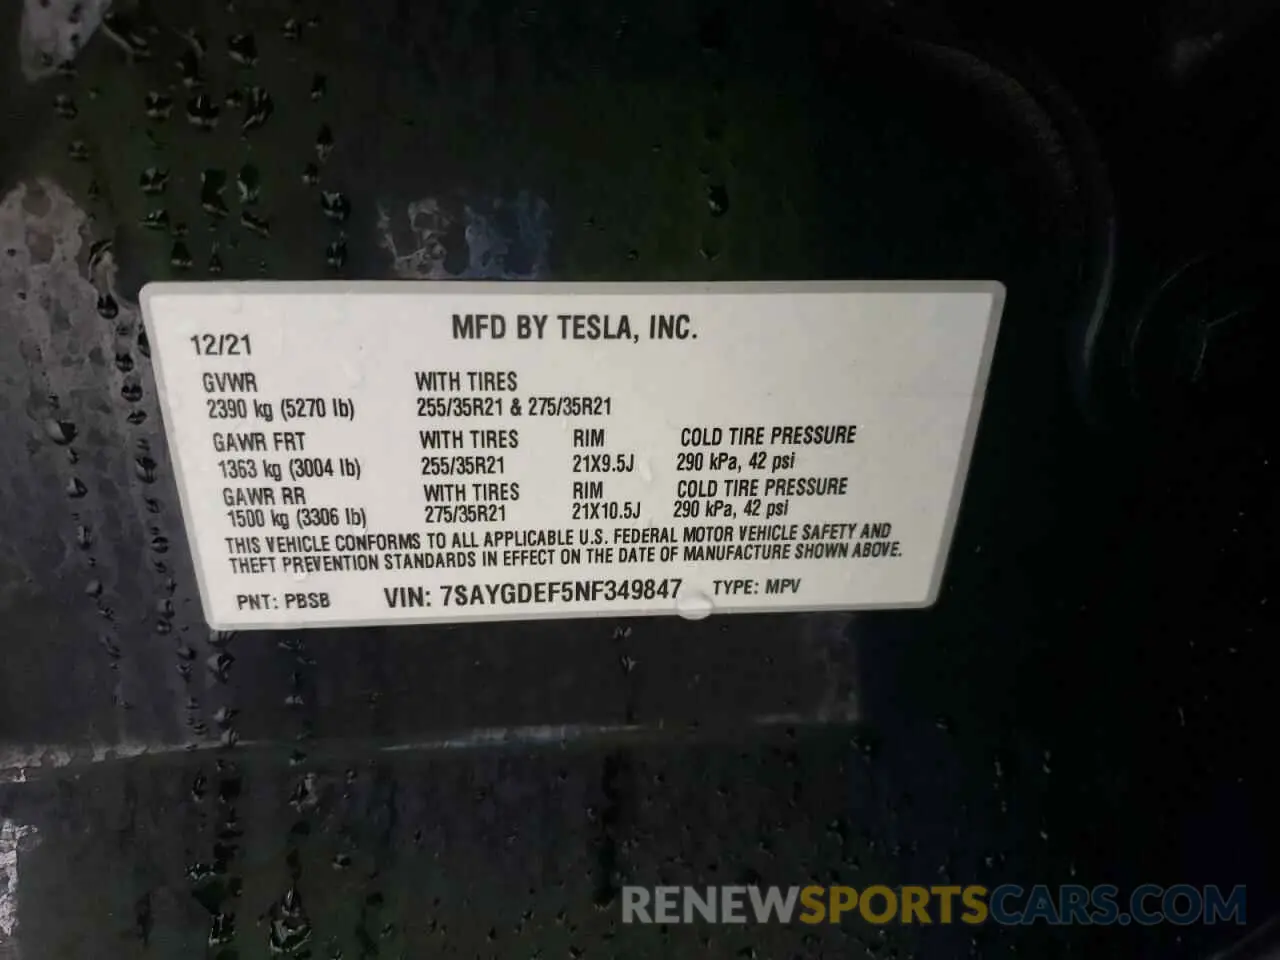 MFD BY TESLA, INC.
12/21
GVWR WITH TIRES
2390 kg (5270 lb) 255/35R21 & 275/35R21
GAWR FRT WITH TIRES RIM COLD TIRE PRESSURE
1363 kg (3004 lb) 255/35R21 21X9.5J 290 kPa, 42 psi
GAWR RR WITH TIRES RIM COLD TIRE PRESSURE
1500 kg (3306 lb) 275/35R21 21X10.5J 290 kPa, 42 psi
THIS VEHICLE CONFORMS TO ALL APPLICABLE U.S. FEDERAL MOTOR VEHICLE SAFETY AND
THEFT PREVENTION STANDARDS IN EFFECT ON THE DATE OF MANUFACTURE SHOWN ABOVE.
PNT: PBSB VIN: 7SAYGDEF5NF349847 TYPE: MPV
RENEWSPORTSCARS.COM